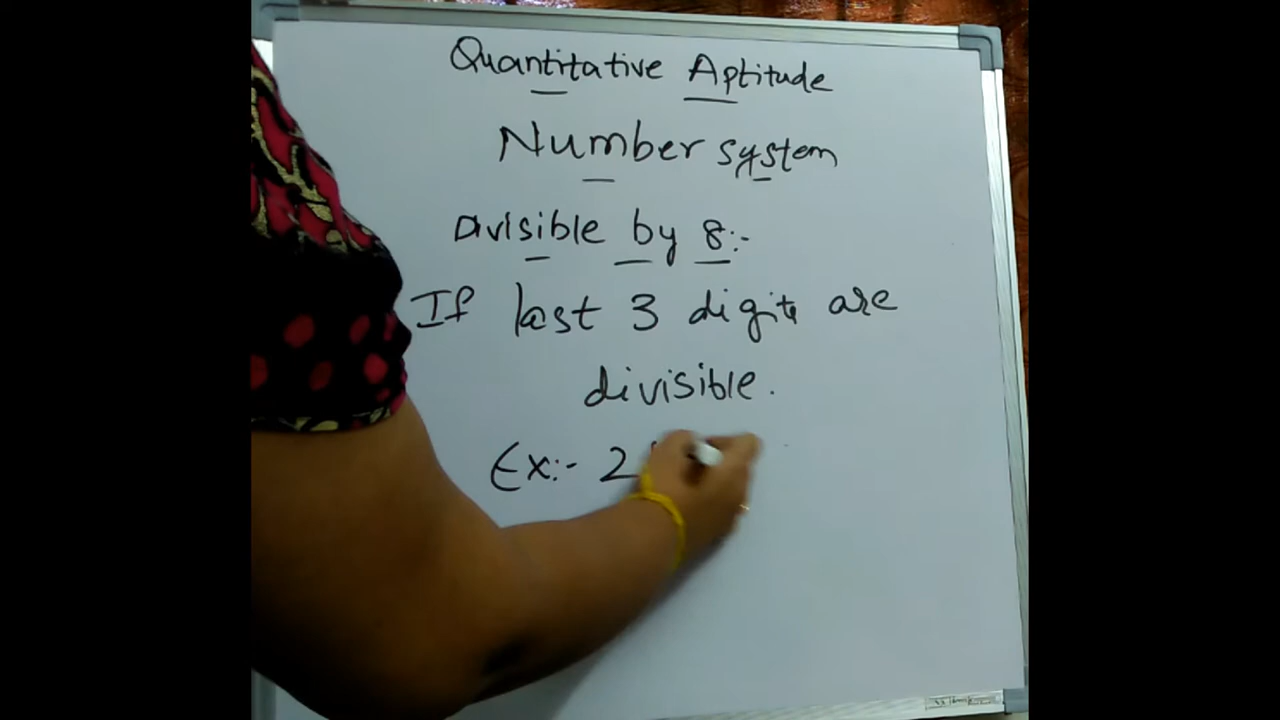 Quantitative Aptitude
Number system
Divisible by 8:-
If last 3 digits are
divisible.
Ex:- 2